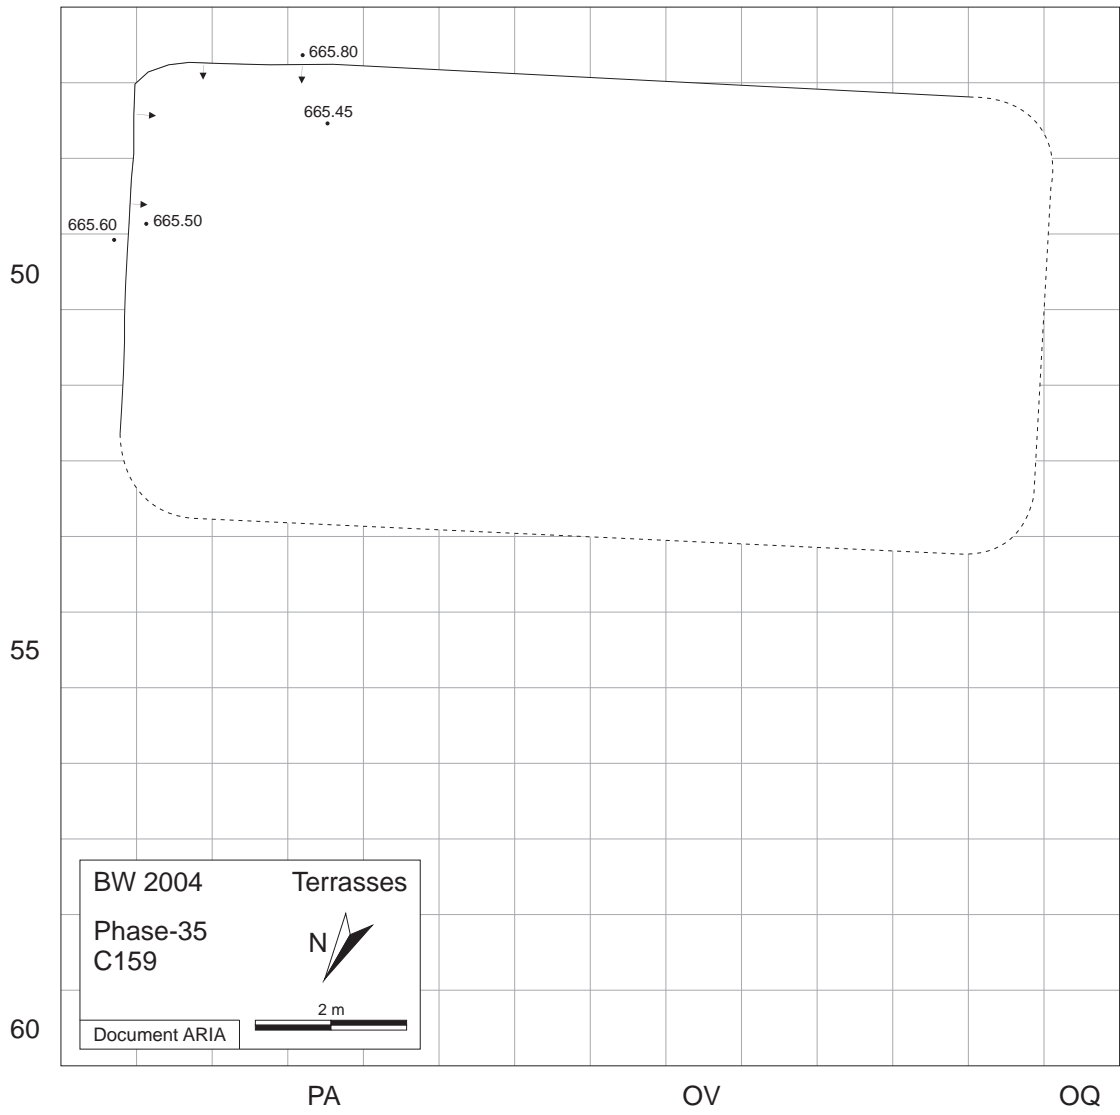 665.80
665.45
665.60
665.50
50
55
60
BW 2004 Terrasses
Phase-35
C159
N
2 m
Document ARIA
PA OV OQ